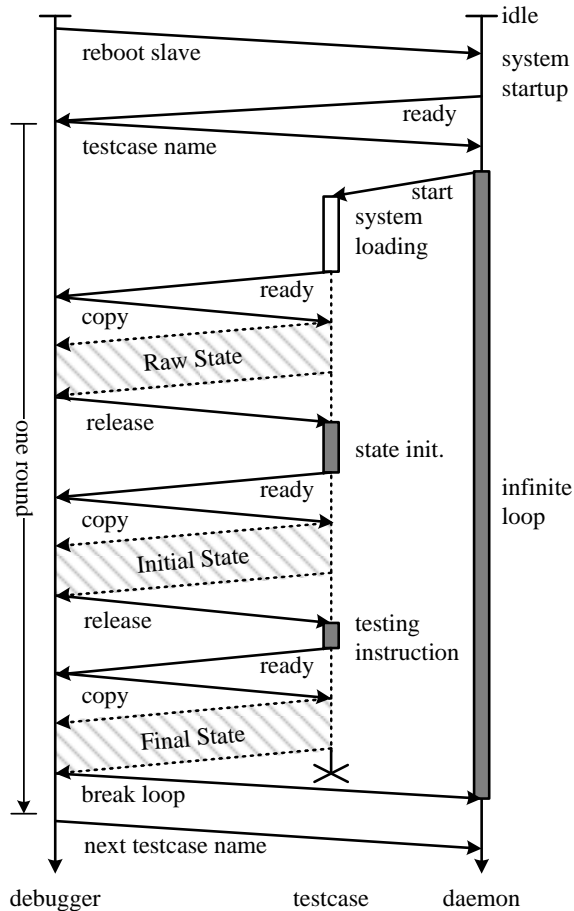 idle
reboot slave
system
startup
ready
testcase name
start
system
loading
ready
copy
Raw State
release
state init.
ready
one round
infinite
loop
copy
Initial State
release
testing
instruction
ready
copy
Final State
break loop
next testcase name
debugger
testcase
daemon